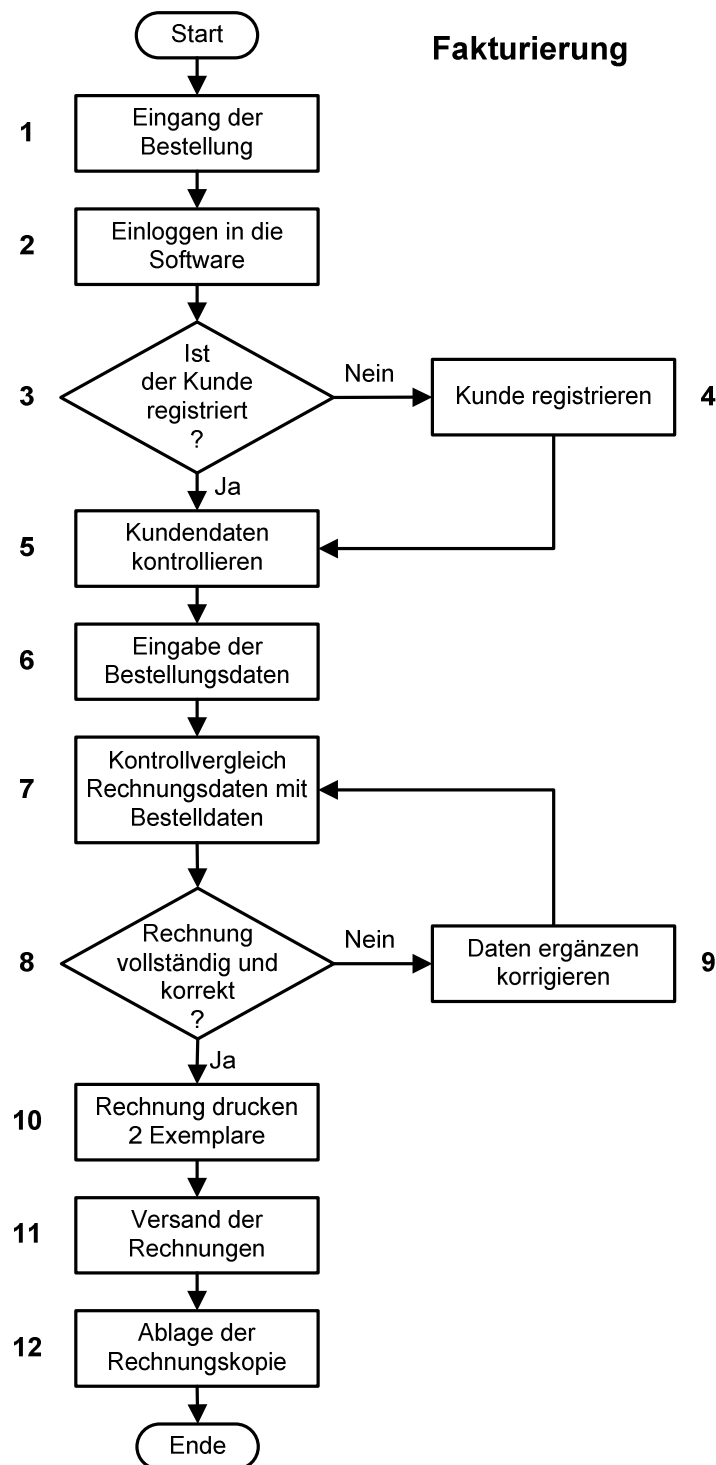 Start
Fakturierung
1
Eingang der
Bestellung
2
Einloggen in die
Software
3
Ist
der Kunde
registriert
?
Nein
Kunde registrieren
4
Ja
5
Kundendaten
kontrollieren
6
Eingabe der
Bestellungsdaten
7
Kontrollvergleich
Rechnungsdaten mit
Bestelldaten
8
Rechnung
vollständig und
korrekt
?
Nein
Daten ergänzen
korrigieren
9
Ja
10
Rechnung drucken
2 Exemplare
11
Versand der
Rechnungen
12
Ablage der
Rechnungskopie
Ende